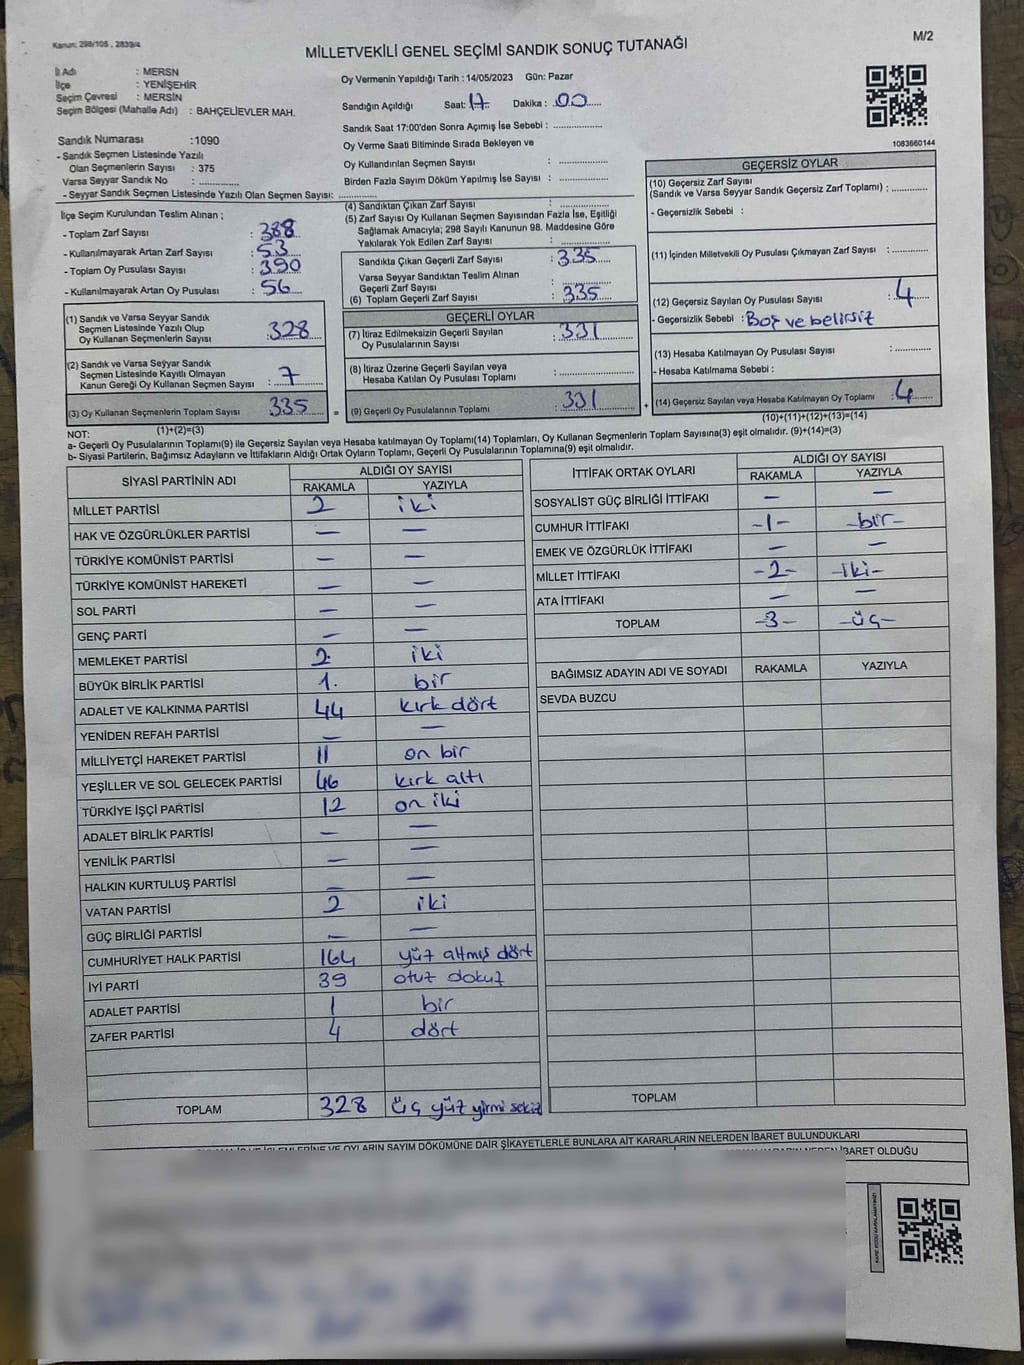 Kanun: 298/105 , 2839/4
MİLLETVEKİLİ GENEL SEÇİMİ SANDIK SONUÇ TUTANAĞI
M/2
İl Adı : MERSN
İlçe : YENİŞEHİR
Seçim Çevresi : MERSİN
Seçim Bölgesi (Mahalle Adı) : BAHÇELİEVLER MAH.
Sandık Numarası :1090
- Sandık Seçmen Listesinde Yazılı
Olan Seçmenlerin Sayısı : 375
Varsa Seyyar Sandık No : ..............
- Seyyar Sandık Seçmen Listesinde Yazılı Olan Seçmen Sayısı: ..............
İlçe Seçim Kurulundan Teslim Alınan ;
- Toplam Zarf Sayısı : 388
- Kullanılmayarak Artan Zarf Sayısı : 53
- Toplam Oy Pusulası Sayısı : 390
- Kullanılmayarak Artan Oy Pusulası : 56
(1) Sandık ve Varsa Seyyar Sandık
Seçmen Listesinde Yazılı Olup
Oy Kullanan Seçmenlerin Sayısı : 328
(2) Sandık ve Varsa Seyyar Sandık
Seçmen Listesinde Kayıtlı Olmayan
Kanun Gereği Oy Kullanan Seçmen Sayısı : 7
(3) Oy Kullanan Seçmenlerin Toplam Sayısı 335
(1)+(2)=(3)
Oy Vermenin Yapıldığı Tarih : 14/05/2023 Gün: Pazar
Sandığın Açıldığı Saat: 17 Dakika : 00
Sandık Saat 17:00'den Sonra Açımış İse Sebebi : ..............
Oy Verme Saati Bitiminde Sırada Bekleyen ve
Oy Kullandırılan Seçmen Sayısı : ..............
Birden Fazla Sayım Döküm Yapılmış İse Sayısı : ..............
(4) Sandıktan Çıkan Zarf Sayısı : ..............
(5) Zarf Sayısı Oy Kullanan Seçmen Sayısından Fazla İse, Eşitliği
Sağlamak Amacıyla; 298 Sayılı Kanunun 98. Maddesine Göre
Yakılarak Yok Edilen Zarf Sayısı : ..............
Sandıkta Çıkan Geçerli Zarf Sayısı : 335
Varsa Seyyar Sandıktan Teslim Alınan
Geçerli Zarf Sayısı : ..............
(6) Toplam Geçerli Zarf Sayısı : 335
GEÇERLİ OYLAR
(7) İtiraz Edilmeksizin Geçerli Sayılan
Oy Pusulalarının Sayısı : 331
(8) İtiraz Üzerine Geçerli Sayılan veya
Hesaba Katılan Oy Pusulası Toplamı : ..............
= (9) Geçerli Oy Pusulalarının Toplamı 331 +
1083660144
GEÇERSİZ OYLAR
(10) Geçersiz Zarf Sayısı
(Sandık ve Varsa Seyyar Sandık Geçersiz Zarf Toplamı) : ..............
- Geçersizlik Sebebi :
(11) İçinden Milletvekili Oy Pusulası Çıkmayan Zarf Sayısı : ..............
(12) Geçersiz Sayılan Oy Pusulası Sayısı : 4
- Geçersizlik Sebebi : Boş ve belirsiz
(13) Hesaba Katılmayan Oy Pusulası Sayısı : ..............
- Hesaba Katılmama Sebebi :
(14) Geçersiz Sayılan veya Hesaba Katılmayan Oy Toplamı : 4
(10)+(11)+(12)+(13)=(14)
NOT:
a- Geçerli Oy Pusulalarının Toplamı(9) ile Geçersiz Sayılan veya Hesaba katılmayan Oy Toplamı(14) Toplamları, Oy Kullanan Seçmenlerin Toplam Sayısına(3) eşit olmalıdır. (9)+(14)=(3)
b- Siyasi Partilerin, Bağımsız Adayların ve İttifakların Aldığı Ortak Oyların Toplamı, Geçerli Oy Pusulalarının Toplamına(9) eşit olmalıdır.
SİYASİ PARTİNİN ADI ALDIĞI OY SAYISI
RAKAMLA YAZIYLA
MİLLET PARTİSİ 2 iki
HAK VE ÖZGÜRLÜKLER PARTİSİ — —
TÜRKİYE KOMÜNİST PARTİSİ — —
TÜRKİYE KOMÜNİST HAREKETİ — —
SOL PARTİ — —
GENÇ PARTİ — —
MEMLEKET PARTİSİ 2 iki
BÜYÜK BİRLİK PARTİSİ 1. bir
ADALET VE KALKINMA PARTİSİ 44 kırk dört
YENİDEN REFAH PARTİSİ — —
MİLLİYETÇİ HAREKET PARTİSİ 11 on bir
YEŞİLLER VE SOL GELECEK PARTİSİ 46 kırk altı
TÜRKİYE İŞÇİ PARTİSİ 12 on iki
ADALET BİRLİK PARTİSİ — —
YENİLİK PARTİSİ — —
HALKIN KURTULUŞ PARTİSİ — —
VATAN PARTİSİ 2 iki
GÜÇ BİRLİĞİ PARTİSİ — —
CUMHURİYET HALK PARTİSİ 164 yüz altmış dört
İYİ PARTİ 39 otuz dokuz
ADALET PARTİSİ 1 bir
ZAFER PARTİSİ 4 dört
TOPLAM 328 üç yüz yirmi sekiz
İTTİFAK ORTAK OYLARI ALDIĞI OY SAYISI
RAKAMLA YAZIYLA
SOSYALİST GÜÇ BİRLİĞİ İTTİFAKI — —
CUMHUR İTTİFAKI -1- -bir-
EMEK VE ÖZGÜRLÜK İTTİFAKI — —
MİLLET İTTİFAKI -2- -iki-
ATA İTTİFAKI — —
TOPLAM -3- -üç-
BAĞIMSIZ ADAYIN ADI VE SOYADI RAKAMLA YAZIYLA
SEVDA BUZCU
TOPLAM
İŞLEMLERİNE VE OYLARIN SAYIM DÖKÜMÜNE DAİR ŞİKAYETLERLE BUNLARA AİT KARARLARIN NELERDEN İBARET BULUNDUKLARI
İBARET OLDUĞU